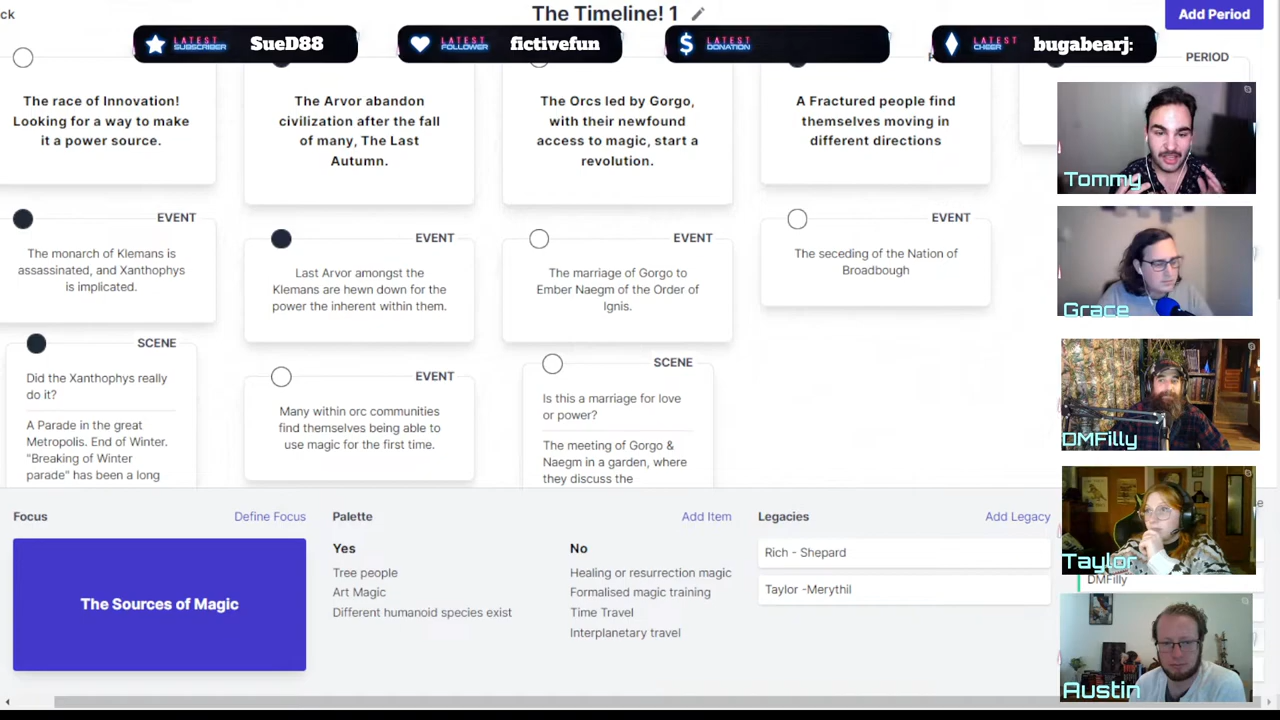 ck
The Timeline! 1
Add Period
LATEST
SUBSCRIBER
SueD88
LATEST
FOLLOWER
fictivefun
LATEST
DONATION
LATEST
CHEER
bugabearj:
PERIOD
The race of Innovation!
Looking for a way to make
it a power source.
The Arvor abandon
civilization after the fall
of many, The Last
Autumn.
The Orcs led by Gorgo,
with their newfound
access to magic, start a
revolution.
A Fractured people find
themselves moving in
different directions
EVENT
The monarch of Klemans is
assassinated, and Xanthophys
is implicated.
EVENT
Last Arvor amongst the
Klemans are hewn down for the
power the inherent within them.
EVENT
The marriage of Gorgo to
Ember Naegm of the Order of
Ignis.
EVENT
The seceding of the Nation of
Broadbough
SCENE
Did the Xanthophys really
do it?
A Parade in the great
Metropolis. End of Winter.
"Breaking of Winter
parade" has been a long
EVENT
Many within orc communities
find themselves being able to
use magic for the first time.
SCENE
Is this a marriage for love
or power?
The meeting of Gorgo &
Naegm in a garden, where
they discuss the
Focus
Define Focus
The Sources of Magic
Palette
Add Item
Yes
Tree people
Art Magic
Different humanoid species exist
No
Healing or resurrection magic
Formalised magic training
Time Travel
Interplanetary travel
Legacies
Add Legacy
Rich - Shepard
Taylor -Merythil
Tommy
Grace
DMFilly
Taylor
DMFilly
Austin